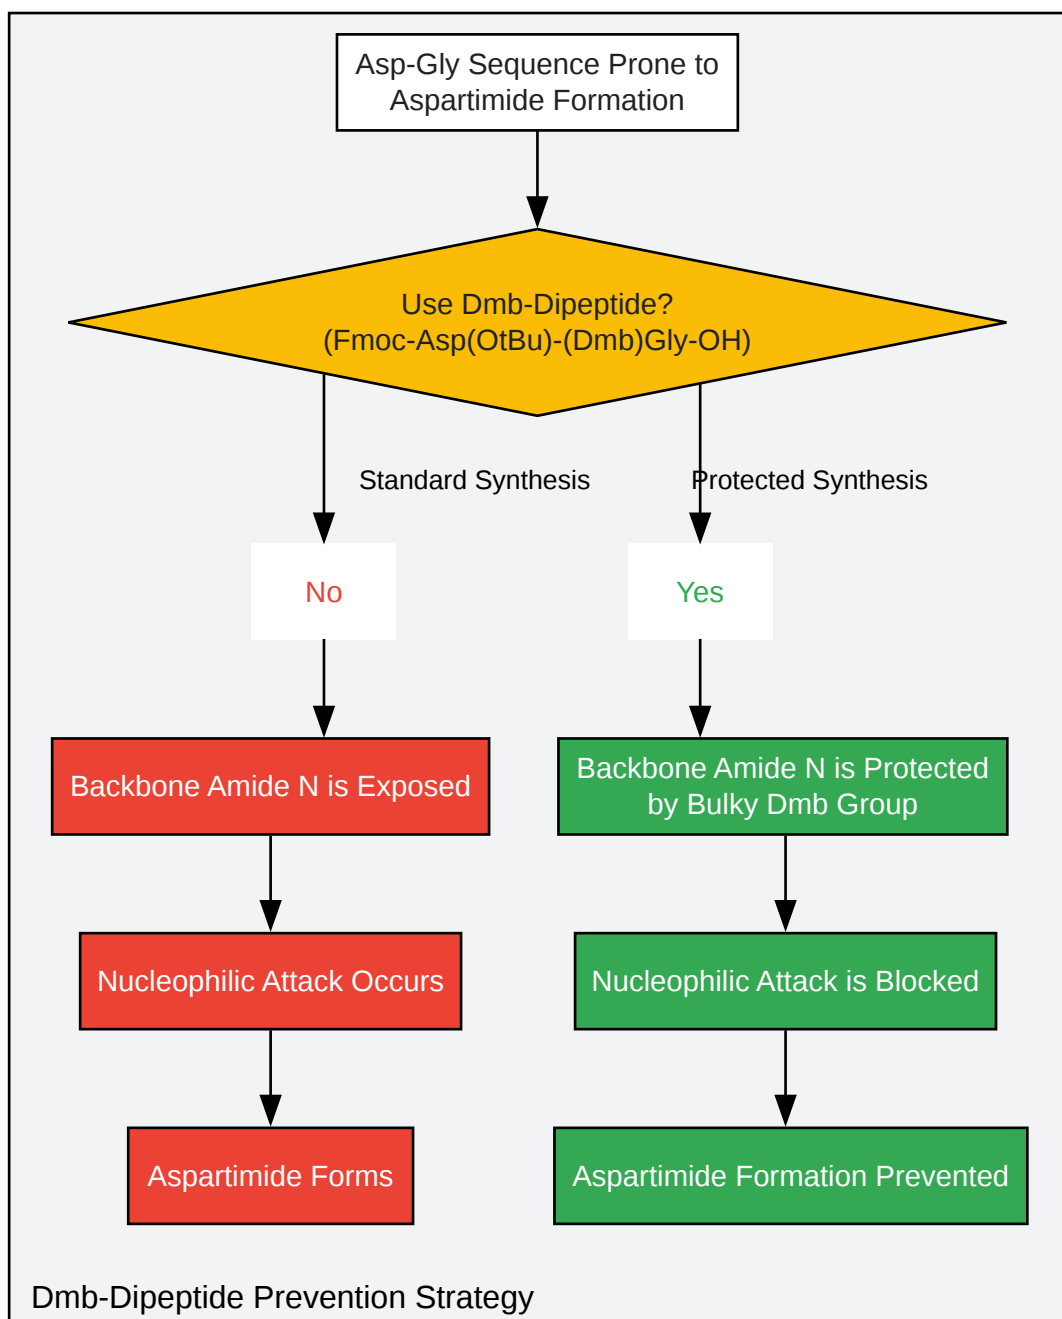 Asp-Gly Sequence Prone to
Aspartimide Formation
Use Dmb-Dipeptide?
(Fmoc-Asp(OtBu)-(Dmb)Gly-OH)
Standard Synthesis
Protected Synthesis
No
Yes
Backbone Amide N is Exposed
Backbone Amide N is Protected
by Bulky Dmb Group
Nucleophilic Attack Occurs
Nucleophilic Attack is Blocked
Aspartimide Forms
Aspartimide Formation Prevented
Dmb-Dipeptide Prevention Strategy